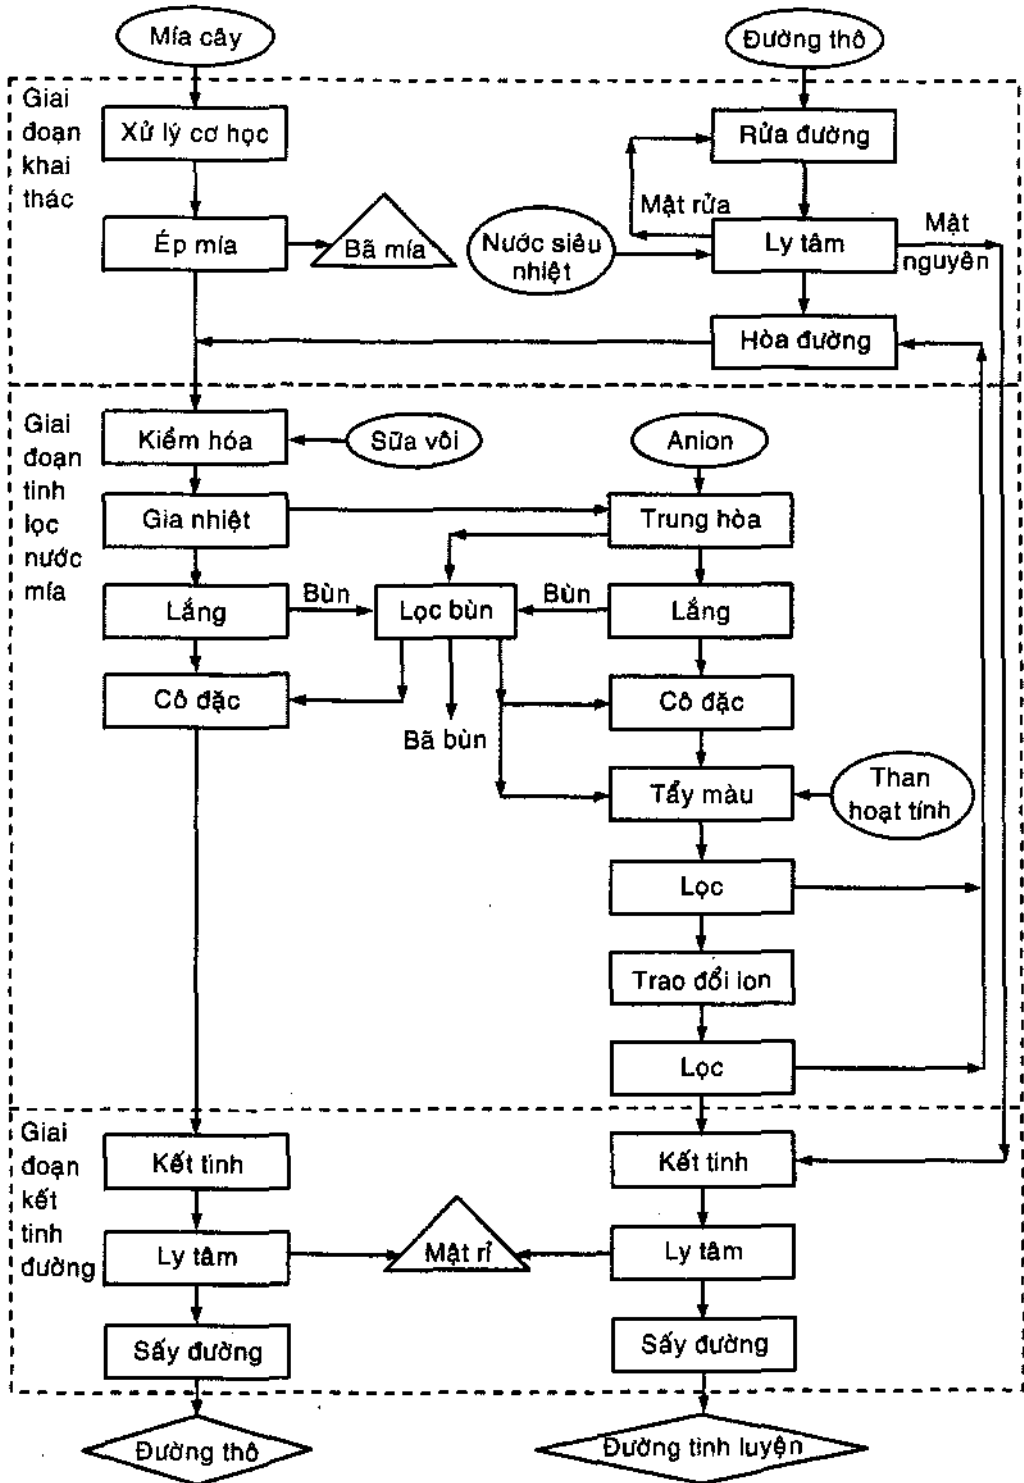 Mía cây
Đường thô
Giai
đoạn
khai
thác
Xử lý cơ học
Rửa đường
Mật rửa
Ép mía
Bã mía
Nước siêu
nhiệt
Ly tâm
Mật
nguyên
Hòa đường
Giai
đoạn
tinh
lọc
nước
mía
Kiềm hóa
Sữa vôi
Anion
Gia nhiệt
Trung hòa
Lắng
Bùn
Lọc bùn
Bùn
Lắng
Cô đặc
Bã bùn
Cô đặc
Tẩy màu
Than
hoạt tính
Lọc
Trao đổi ion
Lọc
Giai
đoạn
kết
tinh
đường
Kết tinh
Kết tinh
Ly tâm
Mật rỉ
Ly tâm
Sấy đường
Sấy đường
Đường thô
Đường tinh luyện